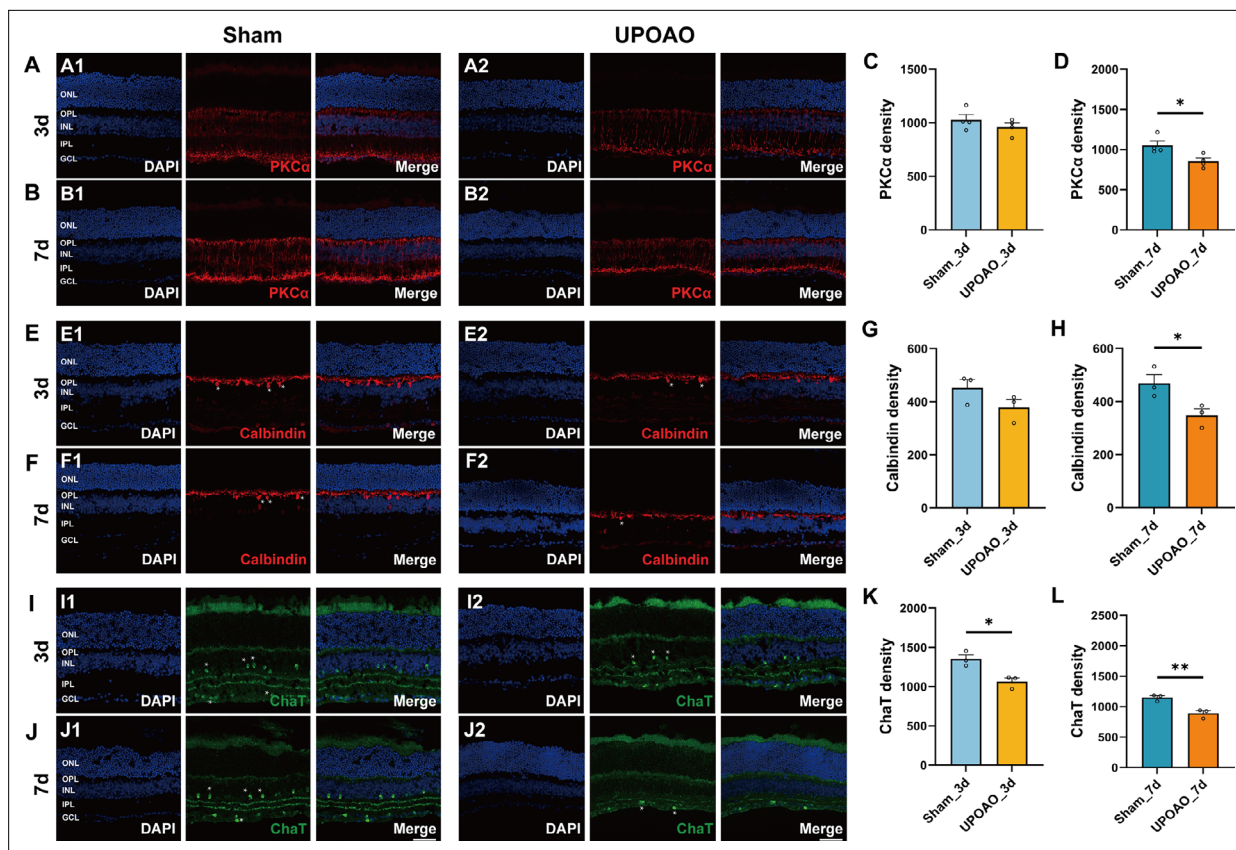 Sham
UPOAO
A
3d
A1
ONL
OPL
INL
IPL
GCL
DAPI
PKCα
Merge
A2
DAPI
PKCα
Merge
B
7d
B1
ONL
OPL
INL
IPL
GCL
DAPI
PKCα
Merge
B2
DAPI
PKCα
Merge
C
PKCα density
1500
1000
500
0
Sham_3d
UPOAO_3d
D
PKCα density
2000
1500
1000
500
0
*
Sham_7d
UPOAO_7d
E
3d
E1
ONL
OPL
INL
IPL
GCL
DAPI
* * *
Calbindin
Merge
E2
DAPI
* *
Calbindin
Merge
F
7d
F1
ONL
OPL
INL
IPL
GCL
DAPI
* * *
Calbindin
Merge
F2
DAPI
*
Calbindin
Merge
G
Calbindin density
600
400
200
0
Sham_3d
UPOAO_3d
H
Calbindin density
600
400
200
0
*
Sham_7d
UPOAO_7d
I
3d
I1
ONL
OPL
INL
IPL
GCL
DAPI
* * * * *
ChaT
Merge
I2
DAPI
* * *
ChaT
Merge
J
7d
J1
ONL
OPL
INL
IPL
GCL
DAPI
* * * *
ChaT
Merge
J2
DAPI
* *
ChaT
Merge
K
ChaT density
2000
1500
1000
500
0
*
Sham_3d
UPOAO_3d
L
ChaT density
2500
2000
1500
1000
500
0
**
Sham_7d
UPOAO_7d